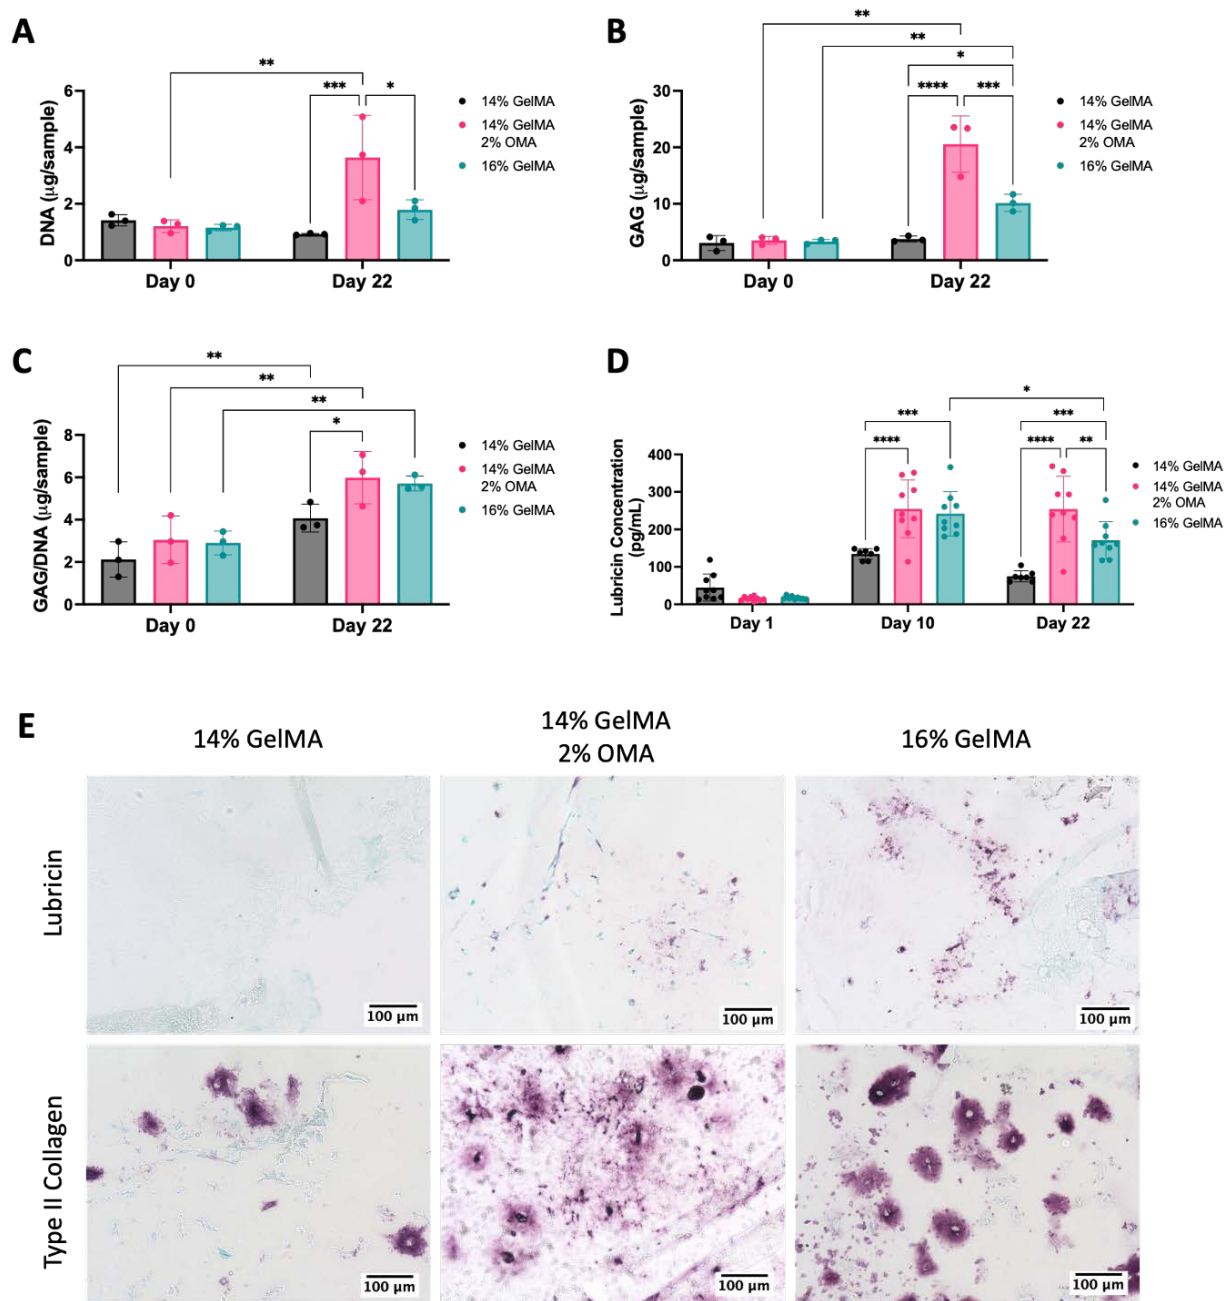 A
DNA (μg/sample)
6
4
2
0
**
***
*
Day 0
Day 22
14% GelMA
14% GelMA
2% OMA
16% GelMA
B
GAG (μg/sample)
30
20
10
0
**
**
*
****
***
Day 0
Day 22
14% GelMA
14% GelMA
2% OMA
16% GelMA
C
GAG/DNA (μg/sample)
8
6
4
2
0
**
**
**
*
Day 0
Day 22
14% GelMA
14% GelMA
2% OMA
16% GelMA
D
Lubricin Concentration
(pg/mL)
400
300
200
100
0
*
***
****
***
****
**
Day 1
Day 10
Day 22
14% GelMA
14% GelMA
2% OMA
16% GelMA
E
14% GelMA
14% GelMA
2% OMA
16% GelMA
Lubricin
100 μm
100 μm
100 μm
Type II Collagen
100 μm
100 μm
100 μm